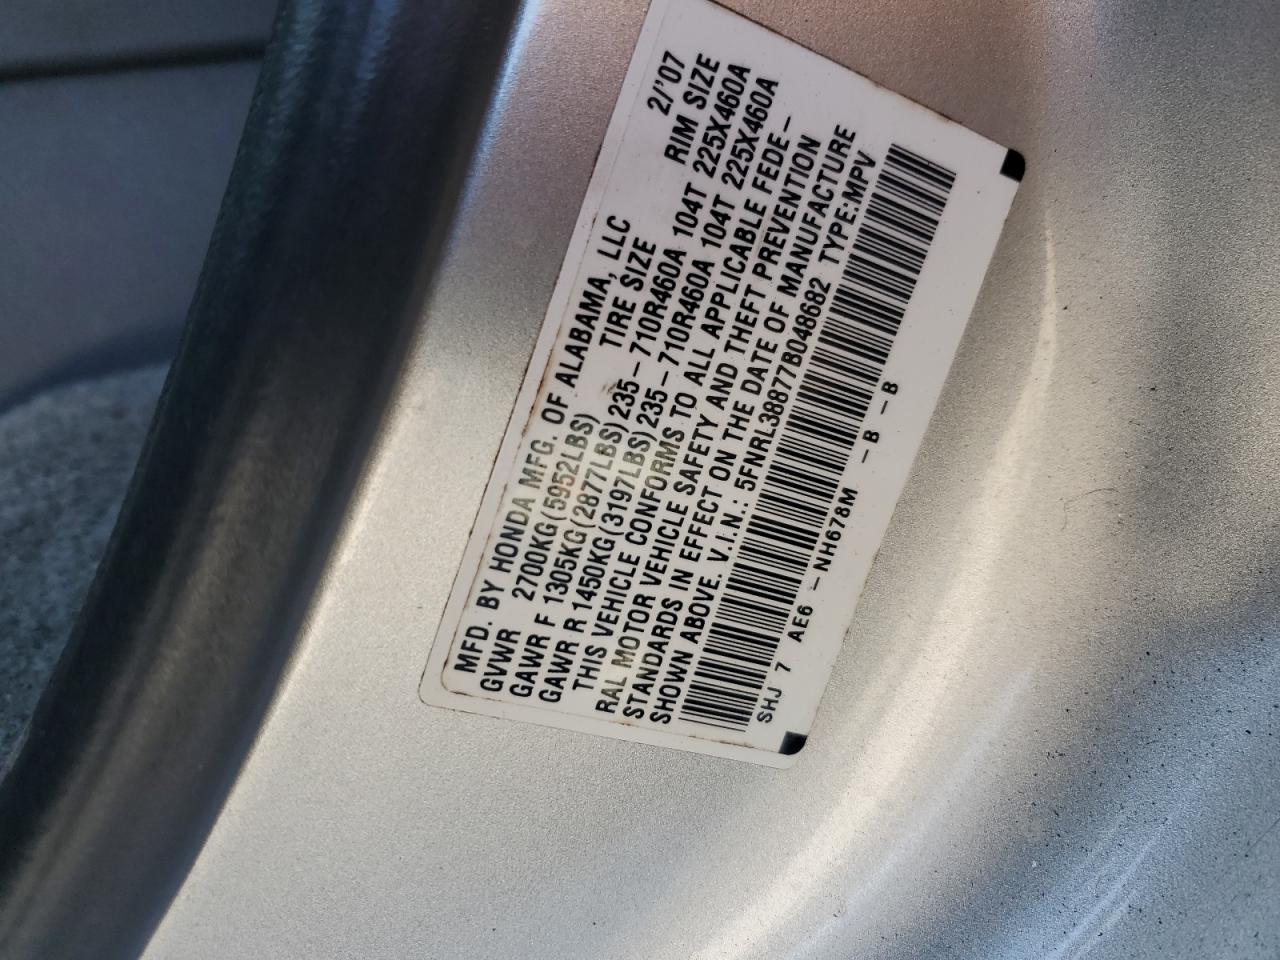 MFD. BY HONDA MFG. OF ALABAMA, LLC 2/'07
GVWR 2700KG(5952LBS) TIRE SIZE RIM SIZE
GAWR F 1305KG(2877LBS)235-710R460A 104T 225X460A
GAWR R 1450KG(3197LBS)235-710R460A 104T 225X460A
THIS VEHICLE CONFORMS TO ALL APPLICABLE FEDE-
RAL MOTOR VEHICLE SAFETY AND THEFT PREVENTION
STANDARDS IN EFFECT ON THE DATE OF MANUFACTURE
SHOWN ABOVE. V.I.N.: 5FNRL38877B048682 TYPE:MPV
SHJ 7 AE6 - NH678M - B - B